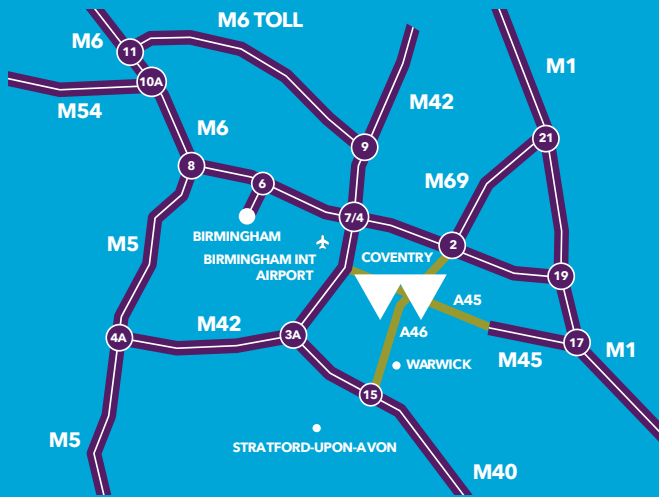 M6 TOLL
M6
11
M1
10A
M54
M42
M6
21
9
M69
8
6
7/4
M5
BIRMINGHAM
2
BIRMINGHAM INT
AIRPORT
COVENTRY
19
A45
M42
A46
4A
3A
M45
17
M1
WARWICK
15
M5
STRATFORD-UPON-AVON
M40